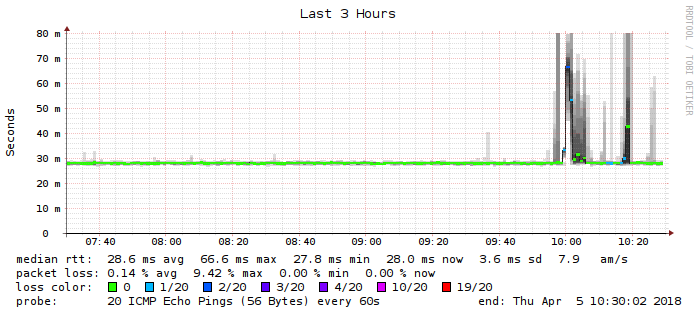 Last 3 Hours
RRDTOOL / TOBI OETIKER
Seconds
80 m
70 m
60 m
50 m
40 m
30 m
20 m
10 m
0
07:40 08:00 08:20 08:40 09:00 09:20 09:40 10:00 10:20
median rtt: 28.6 ms avg 66.6 ms max 27.8 ms min 28.0 ms now 3.6 ms sd 7.9 am/s
packet loss: 0.14 % avg 9.42 % max 0.00 % min 0.00 % now
loss color: 0 1/20 2/20 3/20 4/20 10/20 19/20
probe: 20 ICMP Echo Pings (56 Bytes) every 60s end: Thu Apr 5 10:30:02 2018